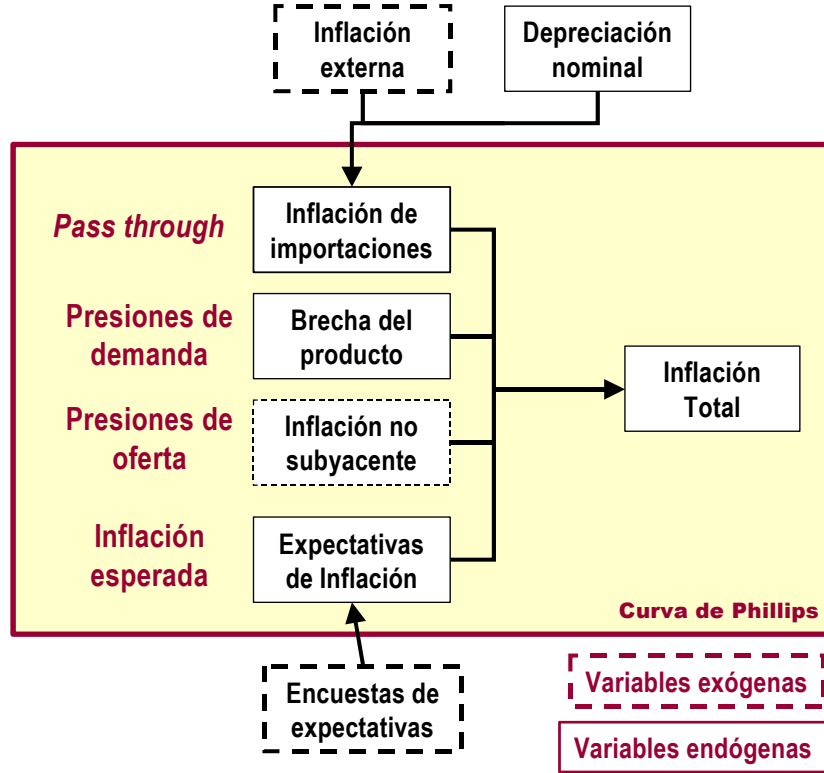 Inflación
externa
Depreciación
nominal
Pass through
Inflación de
importaciones
Presiones de
demanda
Brecha del
producto
Inflación
Total
Presiones de
oferta
Inflación no
subyacente
Inflación
esperada
Expectativas
de Inflación
Curva de Phillips
Encuestas de
expectativas
Variables exógenas
Variables endógenas